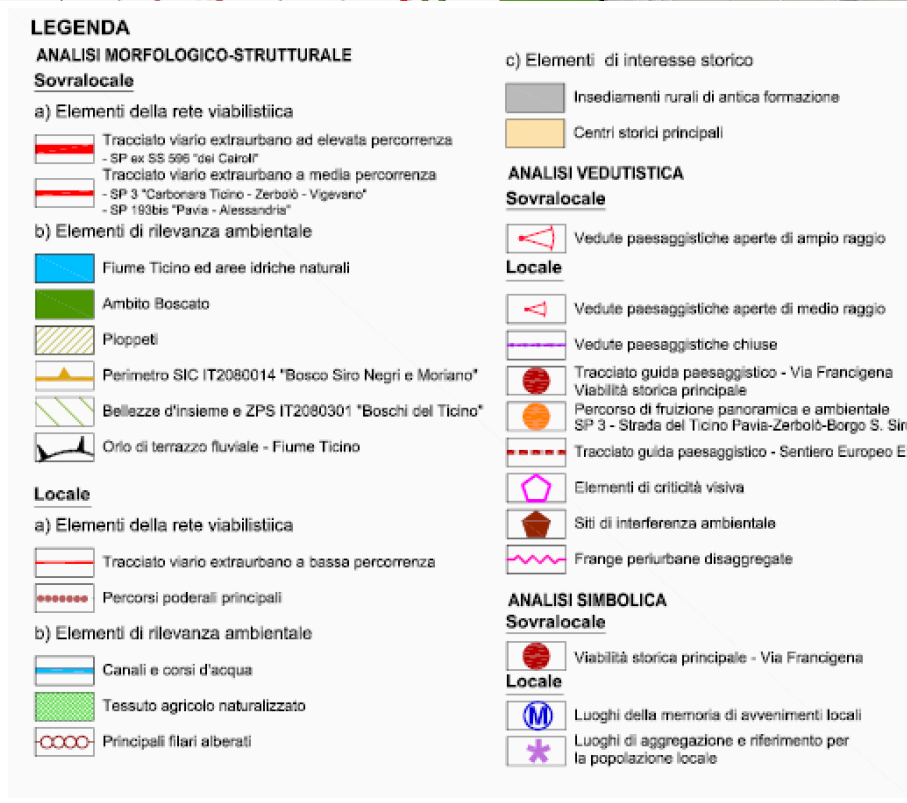 LEGENDA
ANALISI MORFOLOGICO-STRUTTURALE
Sovralocale
a) Elementi della rete viabilistiica
Tracciato viario extraurbano ad elevata percorrenza
- SP ex SS 596 "dei Cairoli"
Tracciato viario extraurbano a media percorrenza
- SP 3 "Carbonara Ticino - Zerbolò - Vigevano"
- SP 193bis "Pavia - Alessandria"
b) Elementi di rilevanza ambientale
Fiume Ticino ed aree idriche naturali
Ambito Boscato
Pioppeti
Perimetro SIC IT2080014 "Bosco Siro Negri e Moriano"
Bellezze d'insieme e ZPS IT2080301 "Boschi del Ticino"
Orlo di terrazzo fluviale - Fiume Ticino
Locale
a) Elementi della rete viabilistiica
Tracciato viario extraurbano a bassa percorrenza
Percorsi poderali principali
b) Elementi di rilevanza ambientale
Canali e corsi d'acqua
Tessuto agricolo naturalizzato
Principali filari alberati
c) Elementi di interesse storico
Insediamenti rurali di antica formazione
Centri storici principali
ANALISI VEDUTISTICA
Sovralocale
Vedute paesaggistiche aperte di ampio raggio
Locale
Vedute paesaggistiche aperte di medio raggio
Vedute paesaggistiche chiuse
Tracciato guida paesaggistico - Via Francigena
Viabilità storica principale
Percorso di fruizione panoramica e ambientale
SP 3 - Strada del Ticino Pavia-Zerbolò-Borgo S. Sir
Tracciato guida paesaggistico - Sentiero Europeo E
Elementi di criticità visiva
Siti di interferenza ambientale
Frange periurbane disaggregate
ANALISI SIMBOLICA
Sovralocale
Viabilità storica principale - Via Francigena
Locale
M
Luoghi della memoria di avvenimenti locali
Luoghi di aggregazione e riferimento per
la popolazione locale